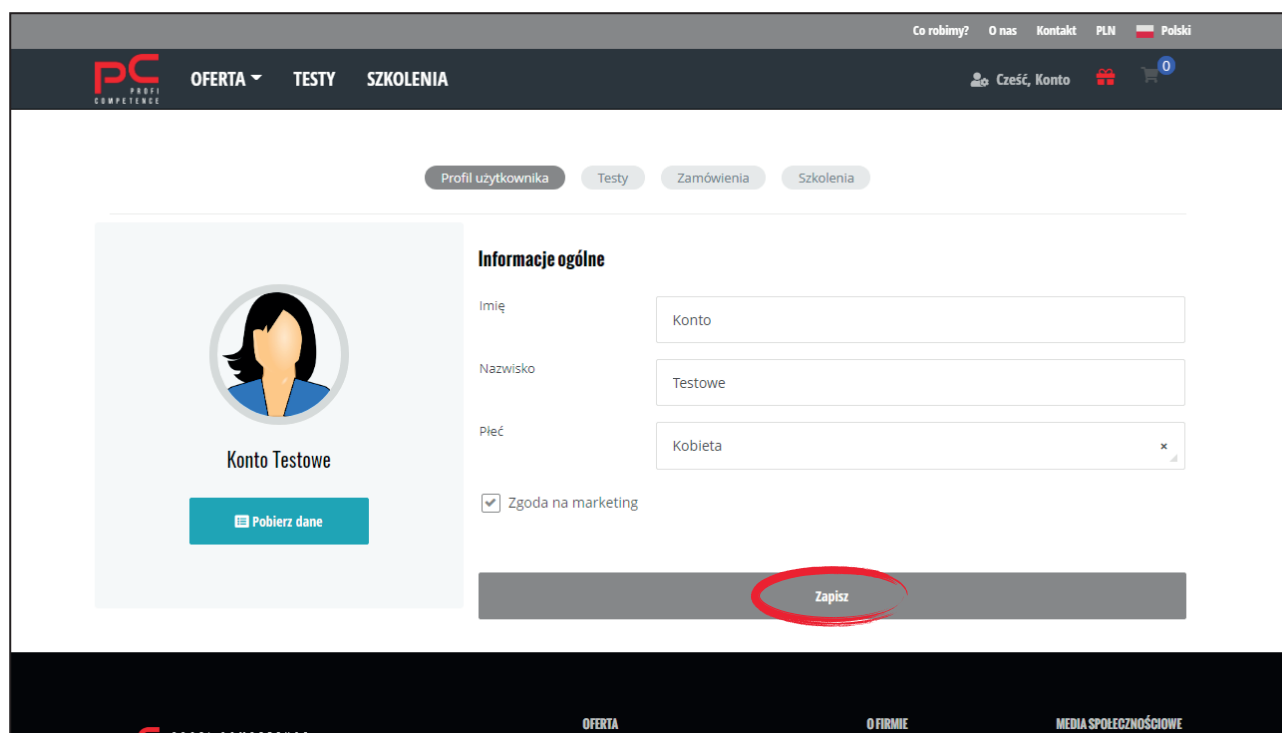 Co robimy? O nas Kontakt PLN Polski
PC PROFI COMPETENCE
OFERTA TESTY SZKOLENIA
Cześć, Konto 0
Profil użytkownika Testy Zamówienia Szkolenia
Informacje ogólne
Imię Konto
Nazwisko Testowe
Płeć Kobieta ×
Zgoda na marketing
Konto Testowe
Pobierz dane
Zapisz
OFERTA O FIRMIE MEDIA SPOŁECZNOŚCIOWE